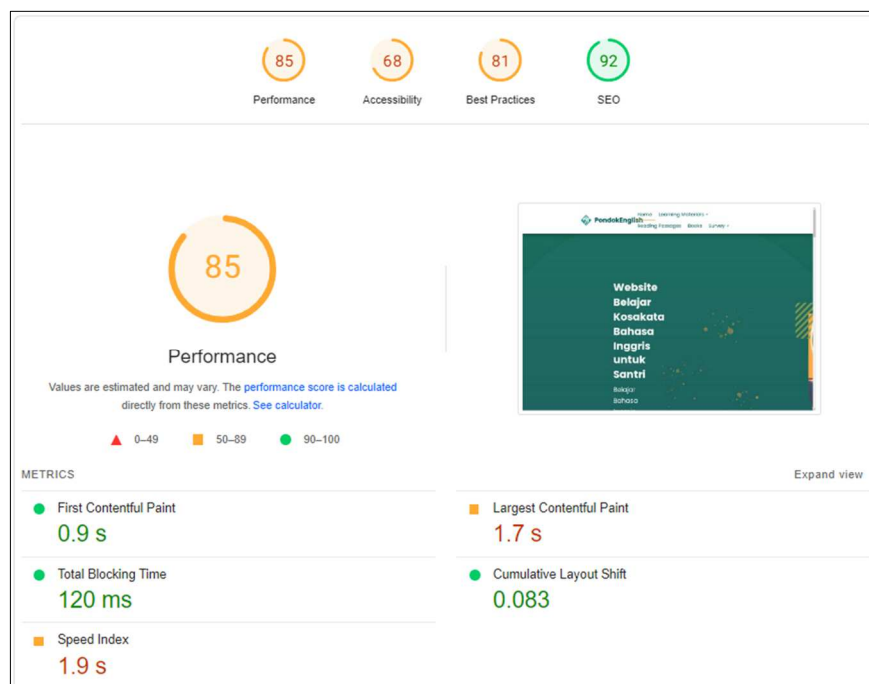 85 68 81 92
Performance Accessibility Best Practices SEO
85
Performance
Values are estimated and may vary. The performance score is calculated
directly from these metrics. See calculator.
0–49 50–89 90–100
PondokEnglish
Home Learning Materials
Reading Passages Books Survey
Website
Belajar
Kosakata
Bahasa
Inggris
untuk
Santri
Belajar
Bahasa
METRICS
Expand view
First Contentful Paint
0.9 s
Largest Contentful Paint
1.7 s
Total Blocking Time
120 ms
Cumulative Layout Shift
0.083
Speed Index
1.9 s